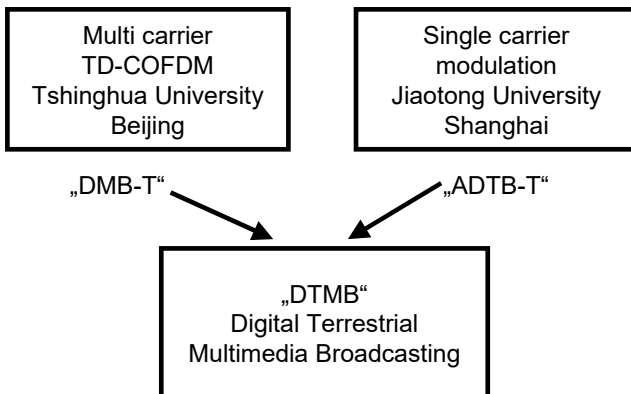 Multi carrier
TD-COFDM
Tshinghua University
Beijing
Single carrier
modulation
Jiaotong University
Shanghai
„DMB-T“
„ADTB-T“
„DTMB“
Digital Terrestrial
Multimedia Broadcasting